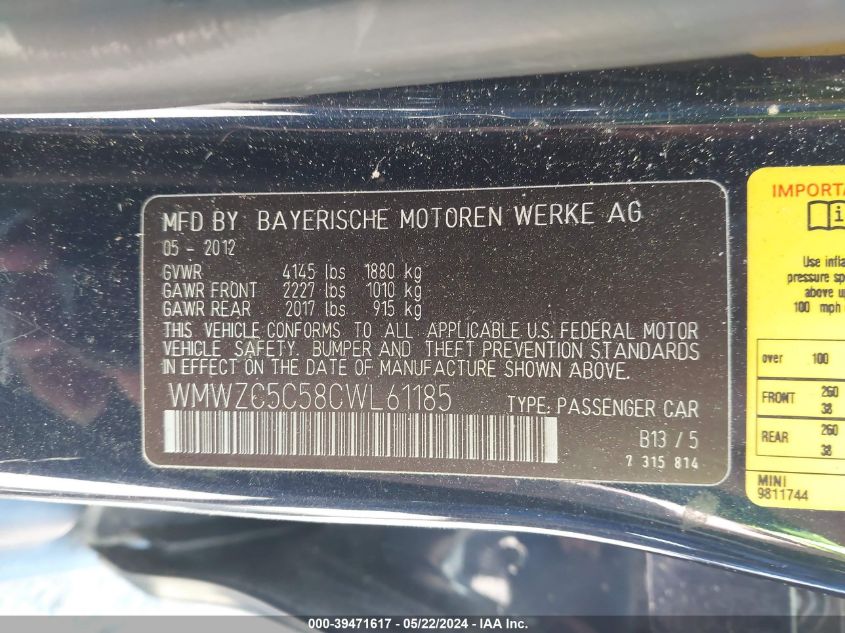 MFD BY BAYERISCHE MOTOREN WERKE AG
05 - 2012
GVWR 4145 lbs 1880 kg
GAWR FRONT 2227 lbs 1010 kg
GAWR REAR 2017 lbs 915 kg
THIS VEHICLE CONFORMS TO ALL APPLICABLE U.S. FEDERAL MOTOR
VEHICLE SAFETY, BUMPER AND THEFT PREVENTION STANDARDS
IN EFFECT ON THE DATE OF MANUFACTURE SHOWN ABOVE.
WMWZC5C58CWL61185 TYPE: PASSENGER CAR
B13 / 5
7 315 814
IMPORTA
i
Use infla
pressure sp
above u
100 mph
over 100
FRONT 260
38
REAR 260
38
MINI
9811744
000-39471617 - 05/22/2024 - IAA Inc.